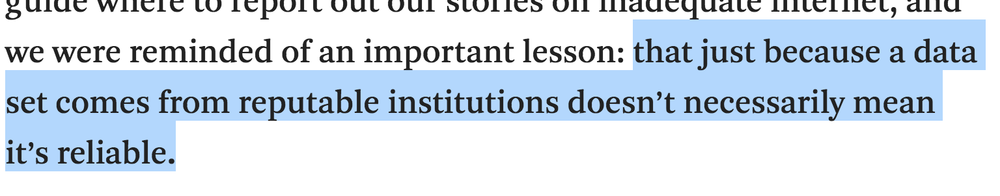 guide where to report out our stories on inadequate internet, and
we were reminded of an important lesson: that just because a data
set comes from reputable institutions doesn’t necessarily mean
it’s reliable.